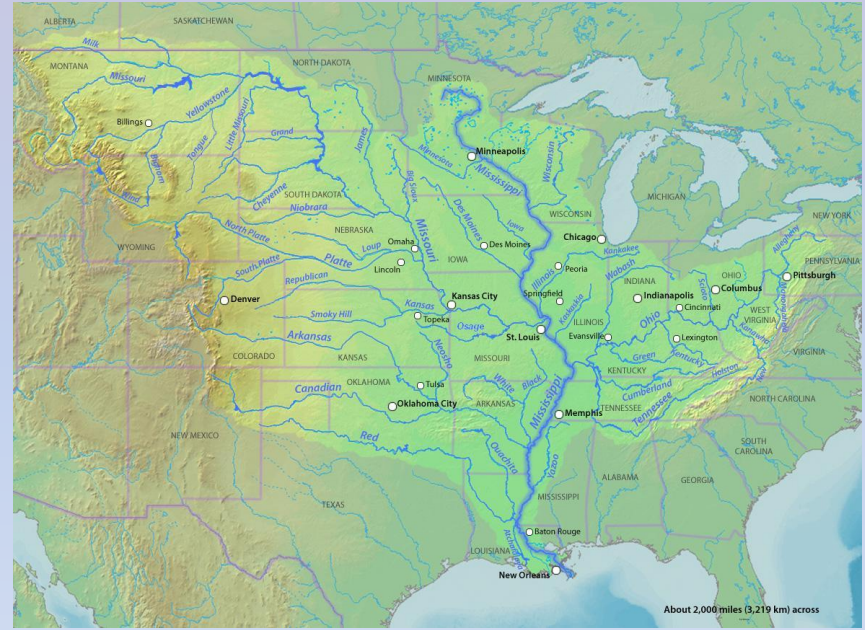 ALBERTA
SASKATCHEWAN
Milk
MONTANA
NORTH DAKOTA
MINNESOTA
Missouri
Yellowstone
Little Missouri
Billings
Tongue
Bighorn
Grand
James
Minnesota
Minneapolis
Mississippi
Wisconsin
Wind
Cheyenne
SOUTH DAKOTA
Big Sioux
MICHIGAN
Niobrara
Des Moines
Iowa
WISCONSIN
NEW YORK
North Platte
NEBRASKA
Missouri
Chicago
Allegheny
WYOMING
Loup
Omaha
Des Moines
Kankakee
South Platte
Platte
Lincoln
IOWA
Illinois
Peoria
Wabash
OHIO
PENNSYLVANIA
Pittsburgh
Republican
INDIANA
Scioto
Columbus
Monongahela
Denver
Kansas City
Springfield
Indianapolis
Kansas
Kaskaskia
Cincinnati
Smoky Hill
Topeka
Osage
Ohio
WEST
VIRGINIA
Arkansas
St. Louis
ILLINOIS
Evansville
Lexington
Kanawha
Neosho
COLORADO
KANSAS
MISSOURI
Green
Kentucky
VIRGINIA
KENTUCKY
Holston
New
Canadian
OKLAHOMA
Tulsa
White
Black
Cumberland
Oklahoma City
ARKANSAS
Mississippi
Memphis
TENNESSEE
Tennessee
NORTH CAROLINA
NEW MEXICO
Red
Ouachita
Yazoo
SOUTH
CAROLINA
ALABAMA
GEORGIA
TEXAS
MISSISSIPPI
Baton Rouge
Atchafalaya
LOUISIANA
New Orleans
About 2,000 miles (3,219 km) across